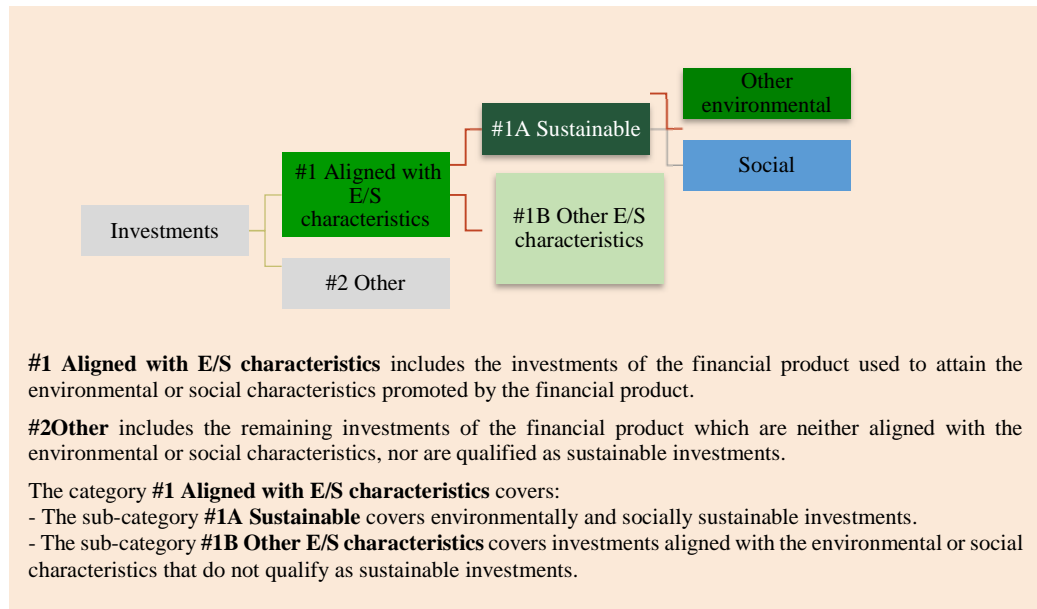 Other
environmental
#1A Sustainable
Social
#1 Aligned with
E/S
characteristics
#1B Other E/S
characteristics
Investments
#2 Other
#1 Aligned with E/S characteristics includes the investments of the financial product used to attain the
environmental or social characteristics promoted by the financial product.
#2Other includes the remaining investments of the financial product which are neither aligned with the
environmental or social characteristics, nor are qualified as sustainable investments.
The category #1 Aligned with E/S characteristics covers:
- The sub-category #1A Sustainable covers environmentally and socially sustainable investments.
- The sub-category #1B Other E/S characteristics covers investments aligned with the environmental or social
characteristics that do not qualify as sustainable investments.